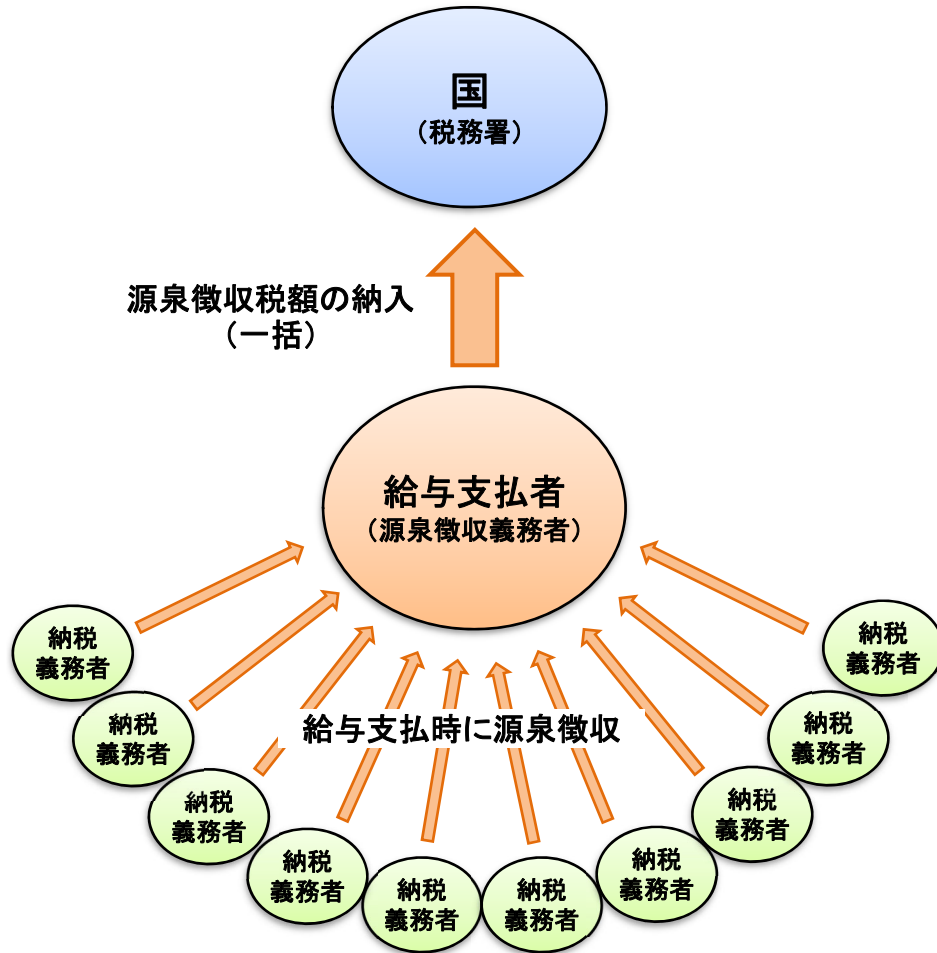 国
（税務署）
源泉徴収税額の納入
（一括）
給与支払者
（源泉徴収義務者）
給与支払時に源泉徴収
納税
義務者
納税
義務者
納税
義務者
納税
義務者
納税
義務者
納税
義務者
納税
義務者
納税
義務者
納税
義務者
納税
義務者